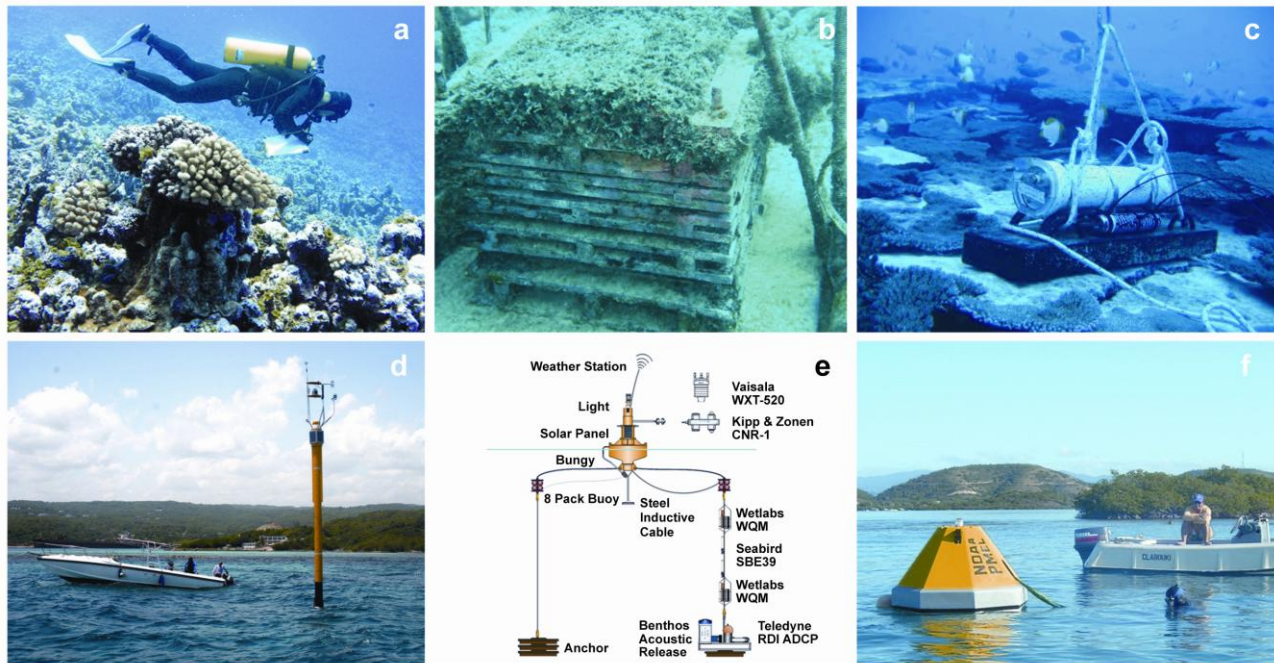 a
b
c
d
e
Weather Station
Light
Solar Panel
Bungy
8 Pack Buoy
Steel
Inductive
Cable
Vaisala
WXT-520
Kipp & Zonen
CNR-1
Wetlabs
WQM
Seabird
SBE39
Wetlabs
WQM
Anchor
Benthos
Acoustic
Release
Teledyne
RDI ADCP
f
NOAA
PMEL